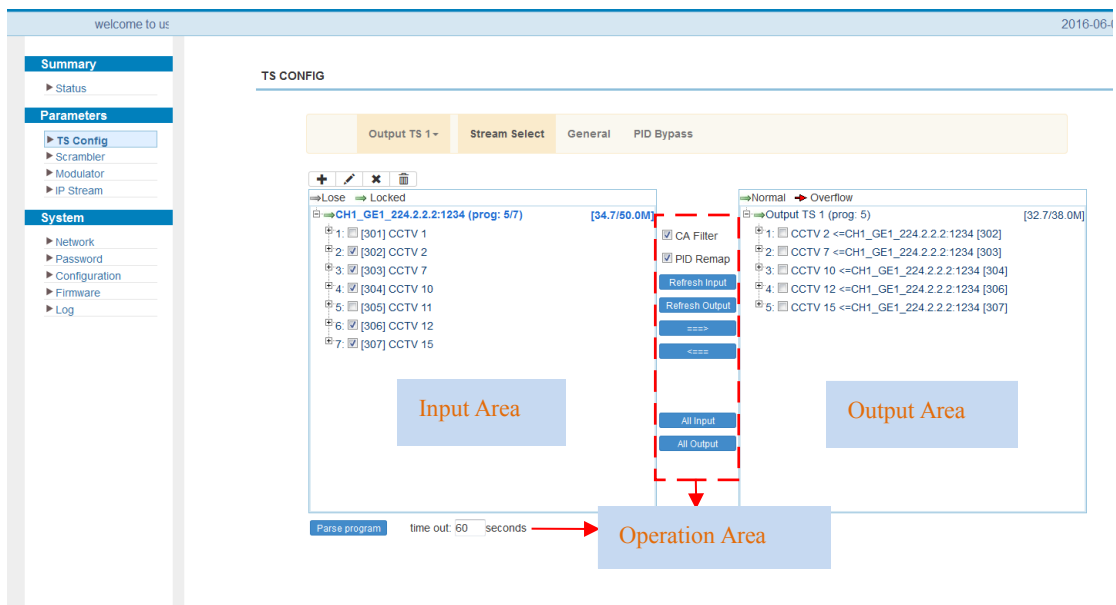 welcome to us
2016-06-0
Summary
Status
Parameters
TS Config
Scrambler
Modulator
IP Stream
System
Network
Password
Configuration
Firmware
Log
TS CONFIG
Output TS 1 Stream Select General PID Bypass
Lose Locked
CH1_GE1_224.2.2.2:1234 (prog: 5/7) [34.7/50.0M]
1: [301] CCTV 1
2: [302] CCTV 2
3: [303] CCTV 7
4: [304] CCTV 10
5: [305] CCTV 11
6: [306] CCTV 12
7: [307] CCTV 15
Input Area
CA Filter
PID Remap
Refresh Input
Refresh Output
===>
<===
All Input
All Output
Normal Overflow
Output TS 1 (prog: 5) [32.7/38.0M]
1: CCTV 2 <=CH1_GE1_224.2.2.2:1234 [302]
2: CCTV 7 <=CH1_GE1_224.2.2.2:1234 [303]
3: CCTV 10 <=CH1_GE1_224.2.2.2:1234 [304]
4: CCTV 12 <=CH1_GE1_224.2.2.2:1234 [306]
5: CCTV 15 <=CH1_GE1_224.2.2.2:1234 [307]
Output Area
Parse program time out: 60 seconds
Operation Area